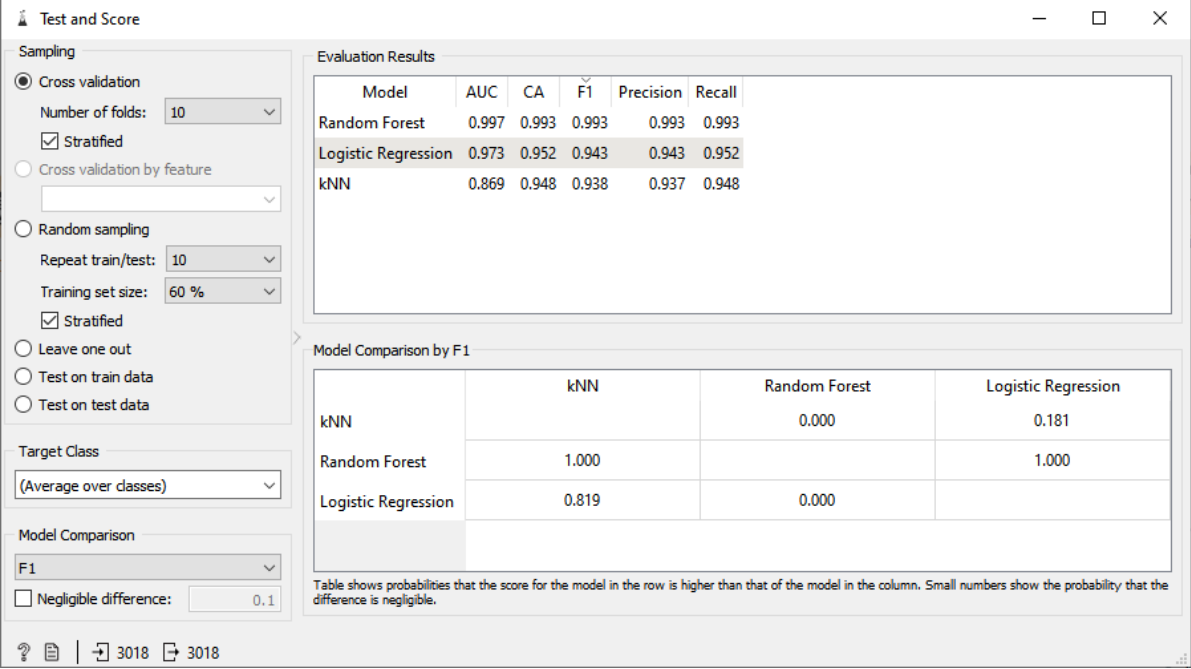 Test and Score
Sampling
Cross validation
Number of folds: 10
Stratified
Cross validation by feature
Random sampling
Repeat train/test: 10
Training set size: 60 %
Stratified
Leave one out
Test on train data
Test on test data
Target Class
(Average over classes)
Model Comparison
F1
Negligible difference: 0.1
3018 3018
Evaluation Results
Model AUC CA F1 Precision Recall
Random Forest 0.997 0.993 0.993 0.993 0.993
Logistic Regression 0.973 0.952 0.943 0.943 0.952
kNN 0.869 0.948 0.938 0.937 0.948
Model Comparison by F1
kNN Random Forest Logistic Regression
kNN 0.000 0.181
Random Forest 1.000 1.000
Logistic Regression 0.819 0.000
Table shows probabilities that the score for the model in the row is higher than that of the model in the column. Small numbers show the probability that the
difference is negligible.